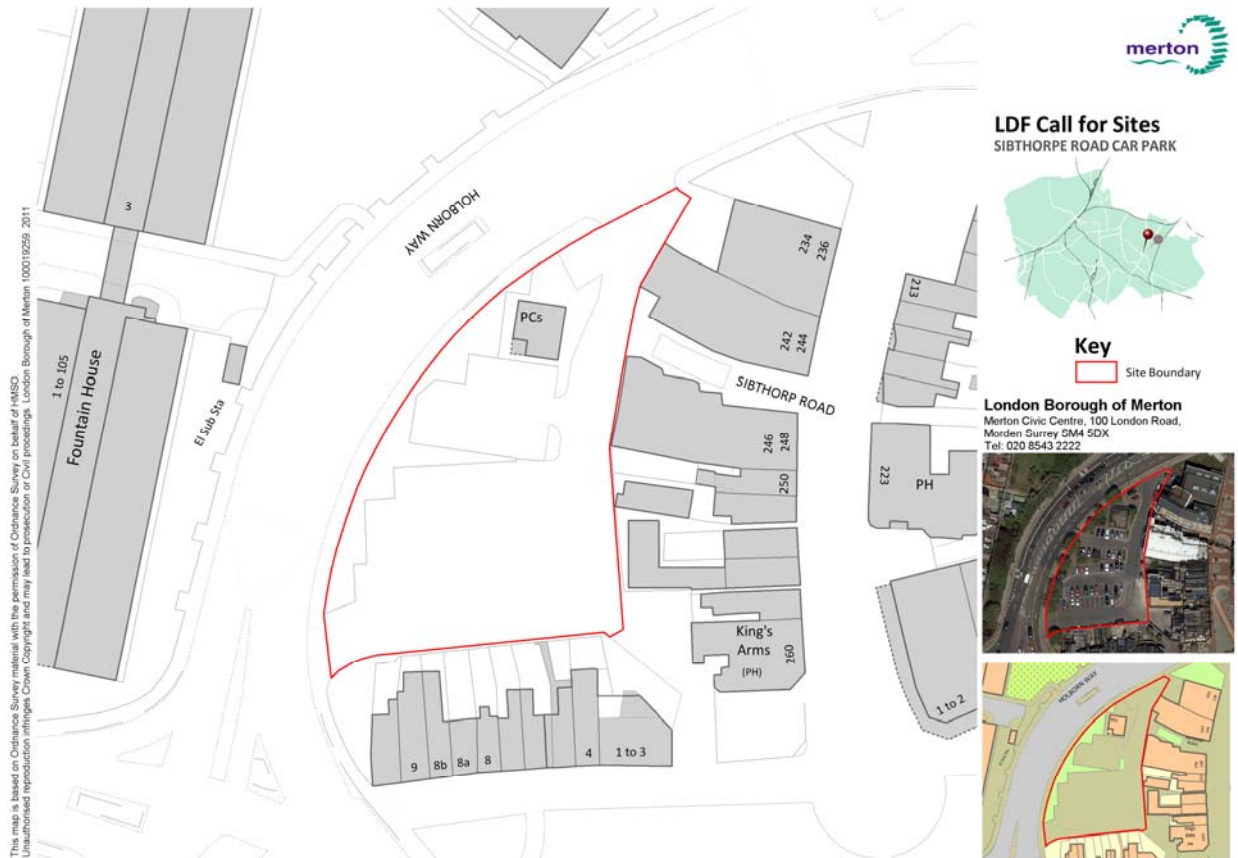 This map is based on Ordnance Survey material with the permission of Ordnance Survey on behalf of HMSO.
Unauthorised reproduction infringes Crown Copyright and may lead to prosecution or Civil procedings. London Borough of Merton 100019259. 2011
3
1 to 105
Fountain House
El Sub Sta
HOLBORN WAY
PCs
234
236
242
244
SIBTHORP ROAD
246
248
250
213
223
PH
King's
Arms
(PH)
260
1 to 2
9
8b
8a
8
4
1 to 3
merton
LDF Call for Sites
SIBTHORPE ROAD CAR PARK
Key
Site Boundary
London Borough of Merton
Merton Civic Centre, 100 London Road,
Morden Surrey SM4 5DX
Tel: 020 8543 2222
HOLBORN WAY